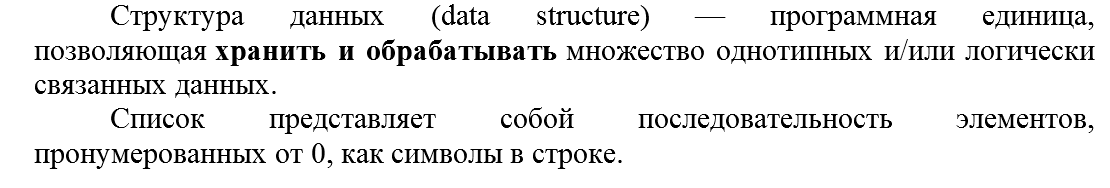 Структура данных (data structure) — программная единица,
позволяющая хранить и обрабатывать множество однотипных и/или логически
связанных данных.
Список представляет собой последовательность элементов,
пронумерованных от 0, как символы в строке.